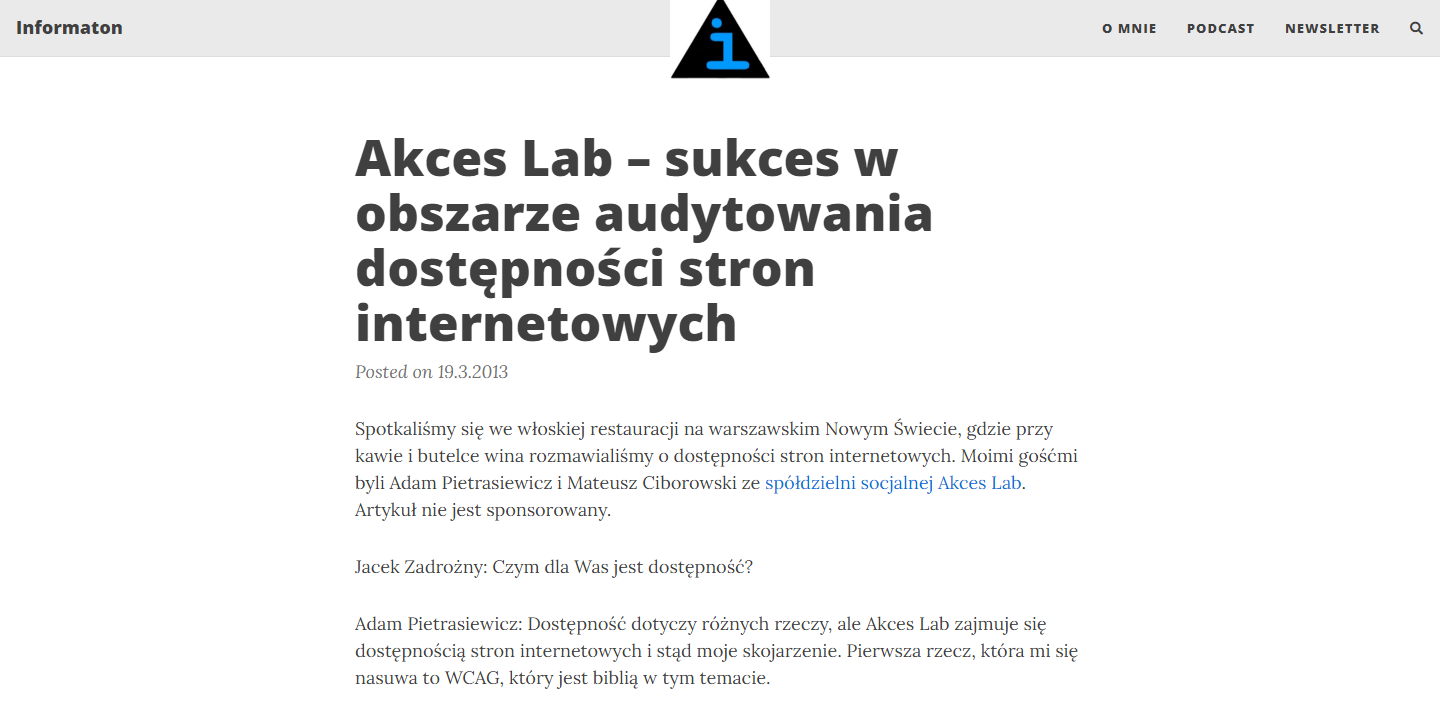 Informaton
i
O MNIE
PODCAST
NEWSLETTER
Akces Lab – sukces w
obszarze audytowania
dostępności stron
internetowych
Posted on 19.3.2013
Spotkaliśmy się we włoskiej restauracji na warszawskim Nowym Świecie, gdzie przy
kawie i butelce wina rozmawialiśmy o dostępności stron internetowych. Moimi gośćmi
byli Adam Pietrasiewicz i Mateusz Ciborowski ze spółdzielni socjalnej Akces Lab.
Artykuł nie jest sponsorowany.
Jacek Zadrożny: Czym dla Was jest dostępność?
Adam Pietrasiewicz: Dostępność dotyczy różnych rzeczy, ale Akces Lab zajmuje się
dostępnością stron internetowych i stąd moje skojarzenie. Pierwsza rzecz, która mi się
nasuwa to WCAG, który jest biblią w tym temacie.